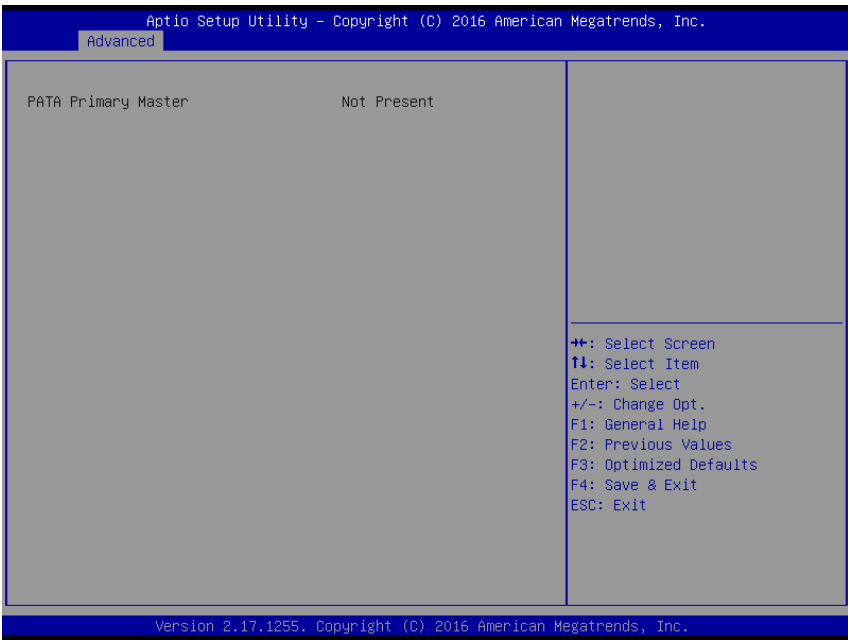 Aptio Setup Utility – Copyright (C) 2016 American Megatrends, Inc.
Advanced
PATA Primary Master Not Present
→←: Select Screen
↑↓: Select Item
Enter: Select
+/-: Change Opt.
F1: General Help
F2: Previous Values
F3: Optimized Defaults
F4: Save & Exit
ESC: Exit
Version 2.17.1255. Copyright (C) 2016 American Megatrends, Inc.